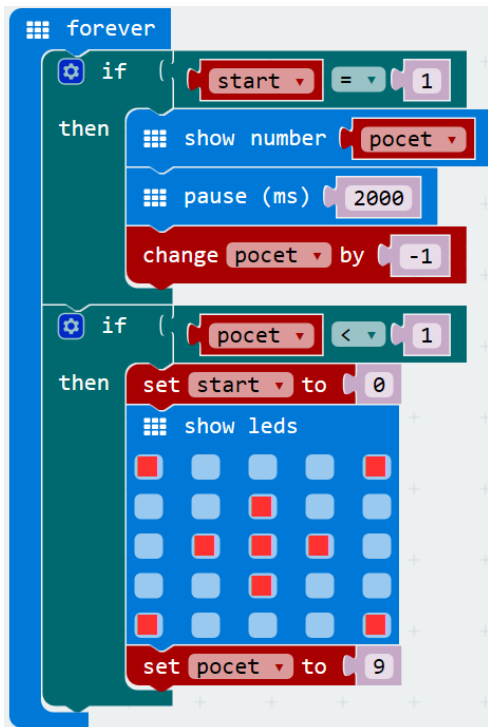 forever
if ( start = 1
then show number pocet
pause (ms) 2000
change pocet by -1
if ( pocet < 1
then set start to 0
show leds
set pocet to 9